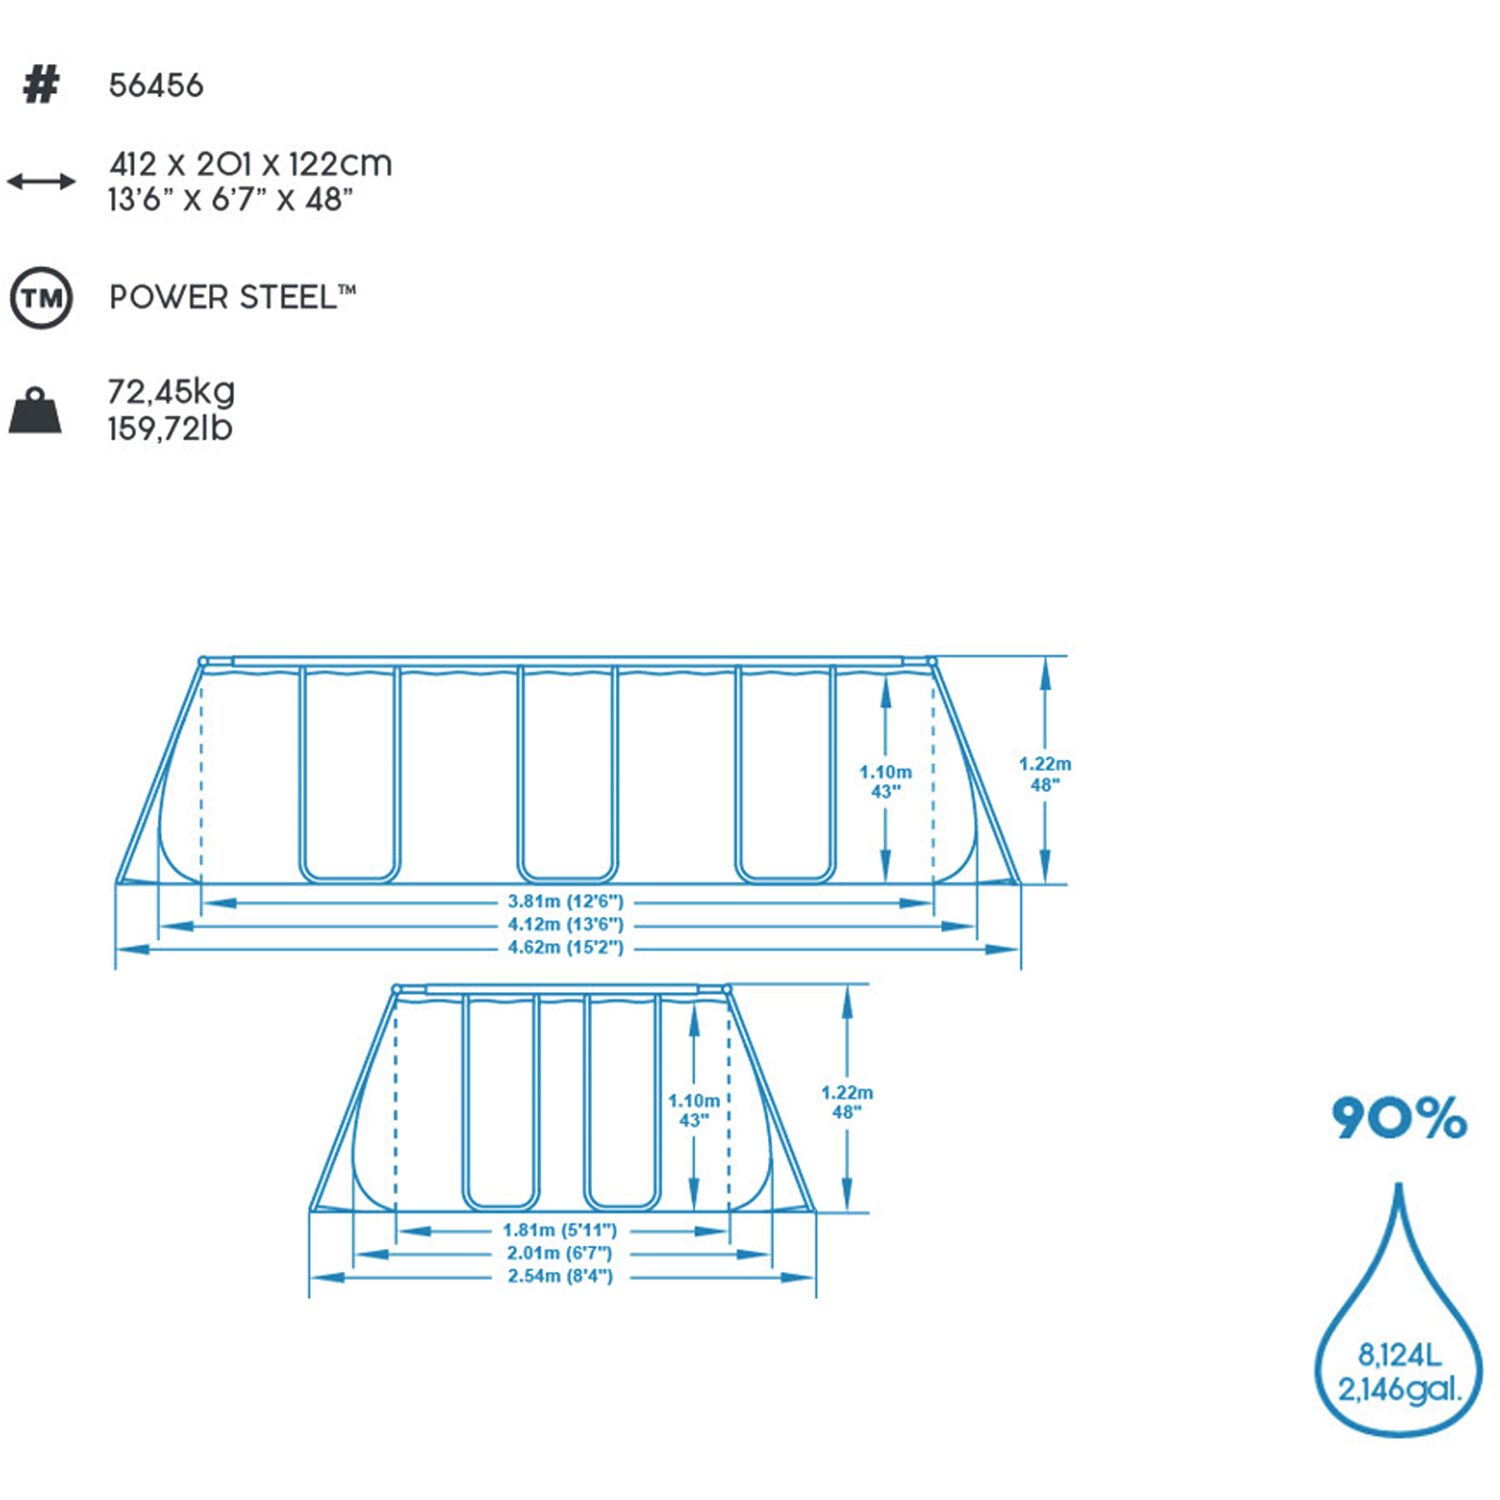 # 56456
412 x 201 x 122cm
13'6" X 6'7" X 48"
TM POWER STEEL™
72,45kg
159,72lb
1.10m
43"
1.22m
48"
3.81m (12'6")
4.12m (13'6")
4.62m (15'2")
1.10m
43"
1.22m
48"
1.81m (5'11")
2.01m (6'7")
2.54m (8'4")
90%
8,124L
2,146gal.